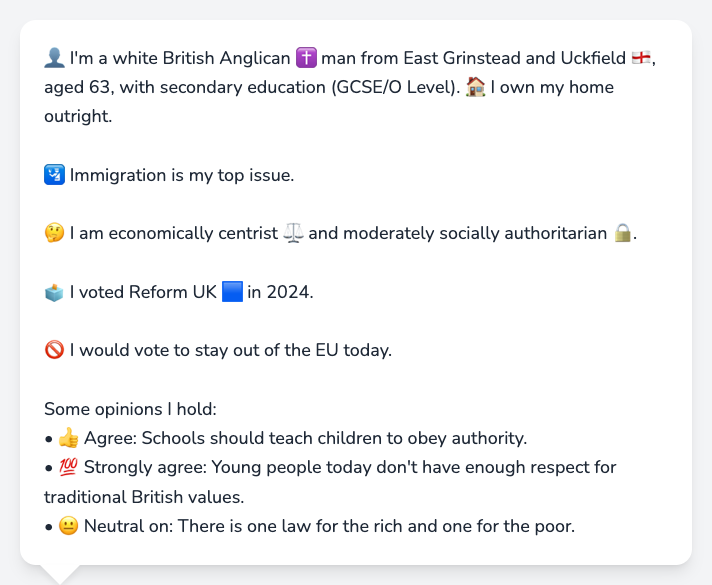 👤 I'm a white British Anglican ✝️ man from East Grinstead and Uckfield 🏴󠁧󠁢󠁥󠁮󠁧󠁿,
aged 63, with secondary education (GCSE/O Level). 🏠 I own my home
outright.
🛂 Immigration is my top issue.
🤔 I am economically centrist ⚖️ and moderately socially authoritarian 🔒.
🗳️ I voted Reform UK 🟦 in 2024.
🚫 I would vote to stay out of the EU today.
Some opinions I hold:
• 👍 Agree: Schools should teach children to obey authority.
• 💯 Strongly agree: Young people today don't have enough respect for
traditional British values.
• 😐 Neutral on: There is one law for the rich and one for the poor.